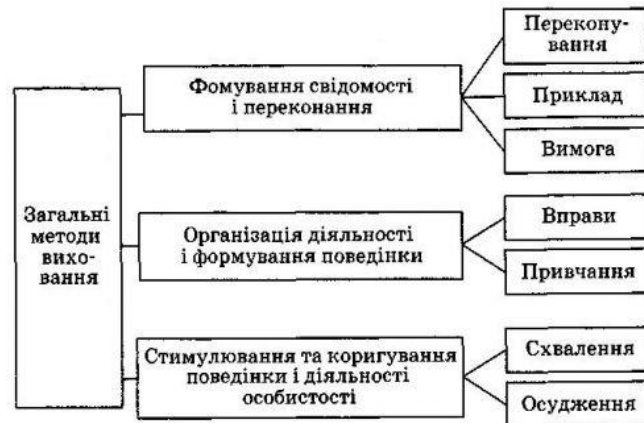 Загальні
методи
вихо-
вання
Фомування свідомості
і переконання
Переконy-
вання
Приклад
Вимога
Організація діяльності
і формування поведінки
Вправи
Привчання
Стимулювання та коригування
поведінки і діяльності
особистості
Схвалення
Осудження